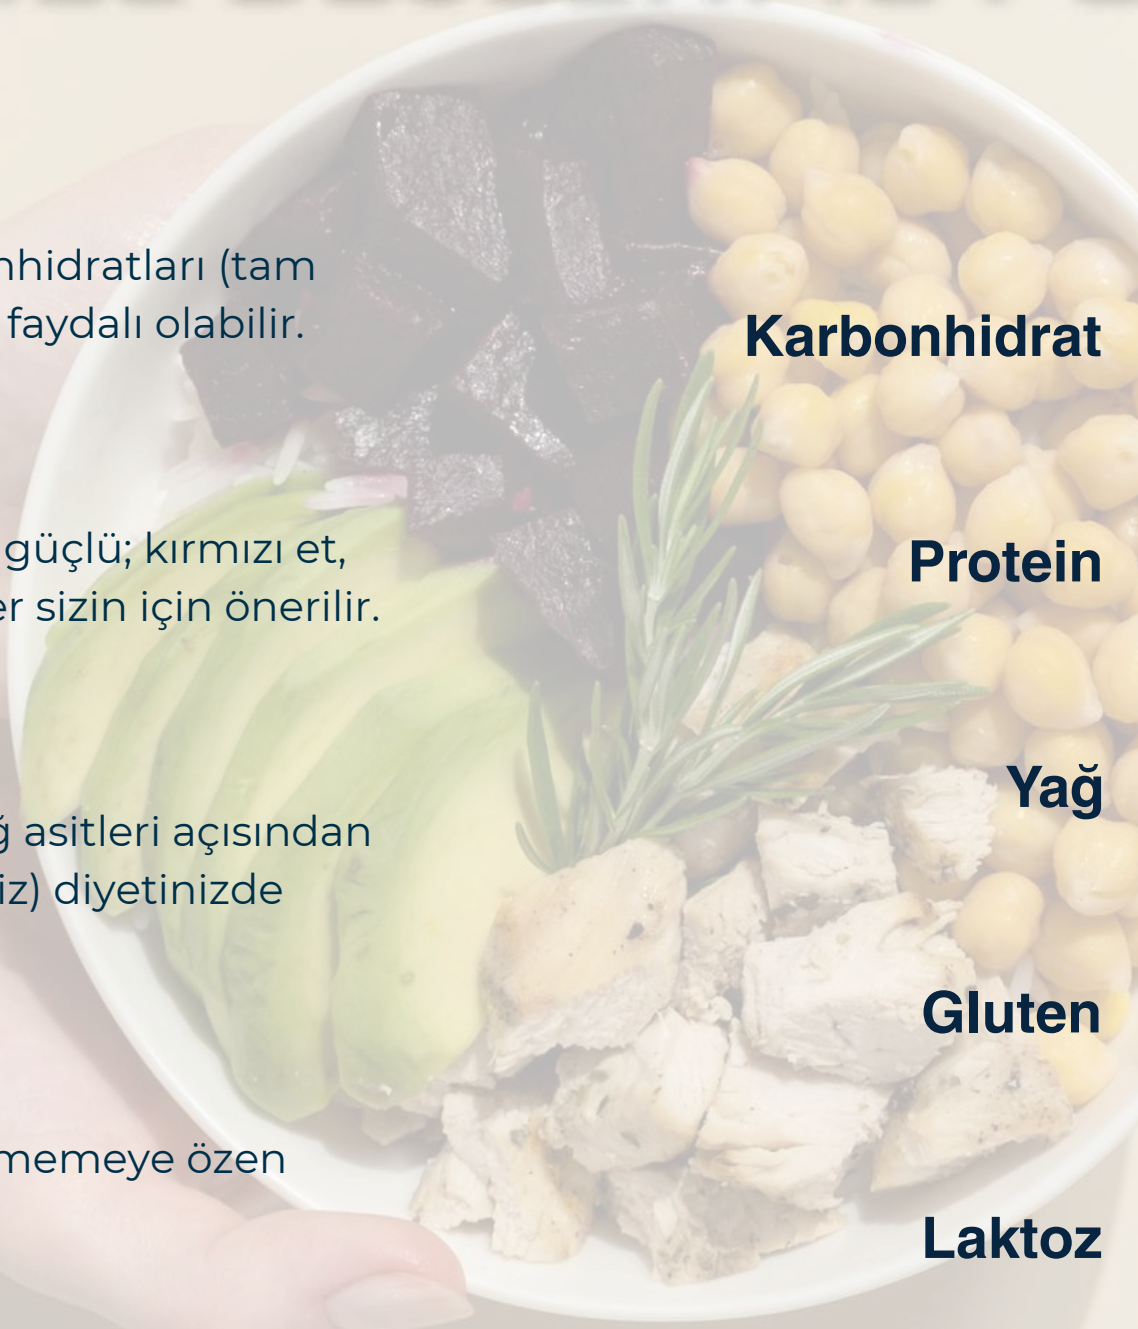 nhidratları (tam
faydalı olabilir.
güçlü; kırmızı et,
er sizin için önerilir.
ğ asitleri açısından
iz) diyetinizde
memeye özen
Karbonhidrat
Protein
Yağ
Gluten
Laktoz